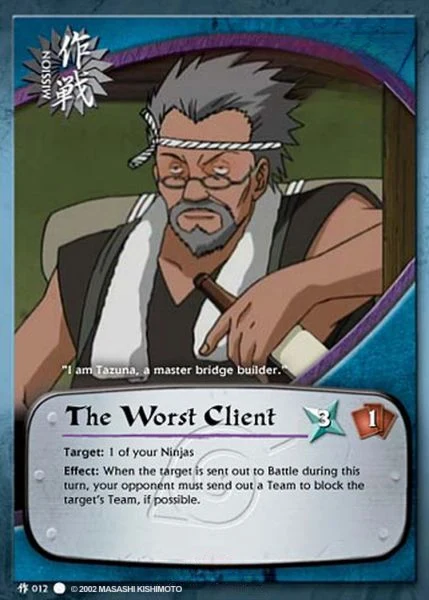 作戦
MISSION
"I am Tazuna, a master bridge builder."
The Worst Client
3
1
Target: 1 of your Ninjas
Effect: When the target is sent out to Battle during this
turn, your opponent must send out a Team to block the
target's Team, if possible.
作 012 © 2002 MASASHI KISHIMOTO